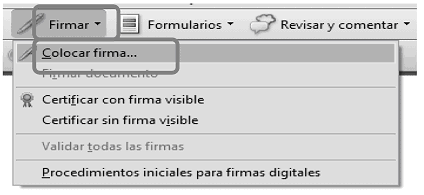 Firmar Formularios Revisar y comentar
Colocar firma...
Firmar documento
Certificar con firma visible
Certificar sin firma visible
Validar todas las firmas
Procedimientos iniciales para firmas digitales